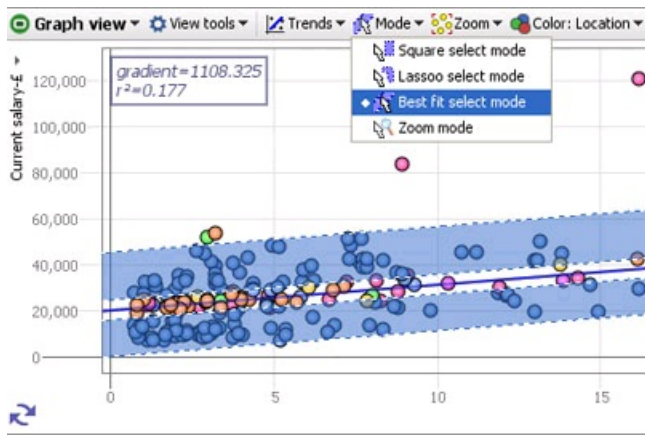 Graph view View tools Trends Mode Zoom Color: Location
Square select mode
Lassoo select mode
Best fit select mode
Zoom mode
gradient=1108.325
r²=0.177
Current salary-£
120,000
100,000
80,000
60,000
40,000
20,000
0
0 5 10 15